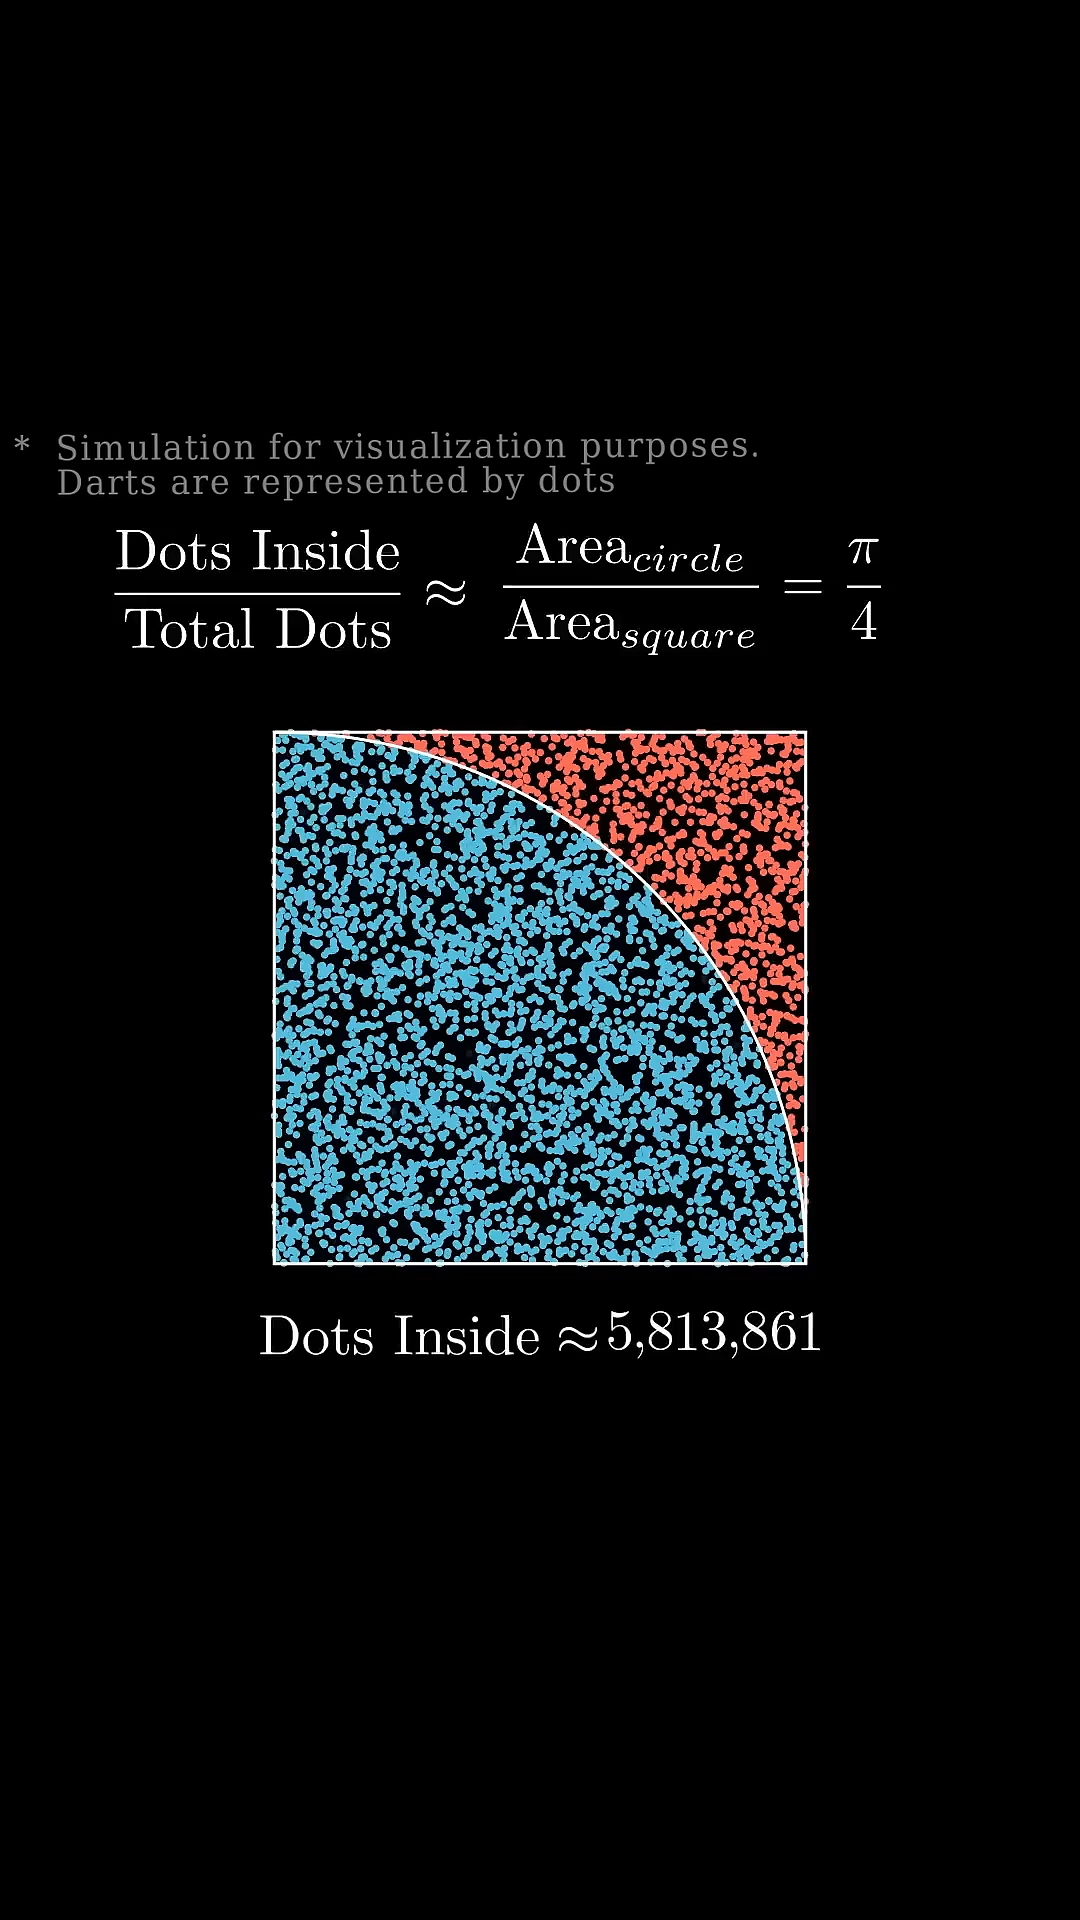 * Simulation for visualization purposes.
Darts are represented by dots
Dots Inside / Total Dots ≈ Area_circle / Area_square = π / 4
Dots Inside ≈5,813,861